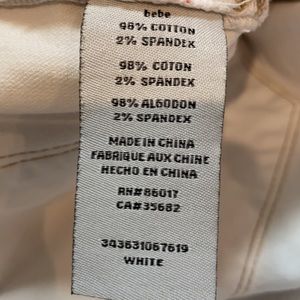 bebe
98% COTTON
2% SPANDEX
98% COTON
2% SPANDEX
98% ALGODON
2% SPANDEX
MADE IN CHINA
FABRIQUE AUX CHINE
HECHO EN CHINA
RN#86017
CA#35682
343631067619
WHITE